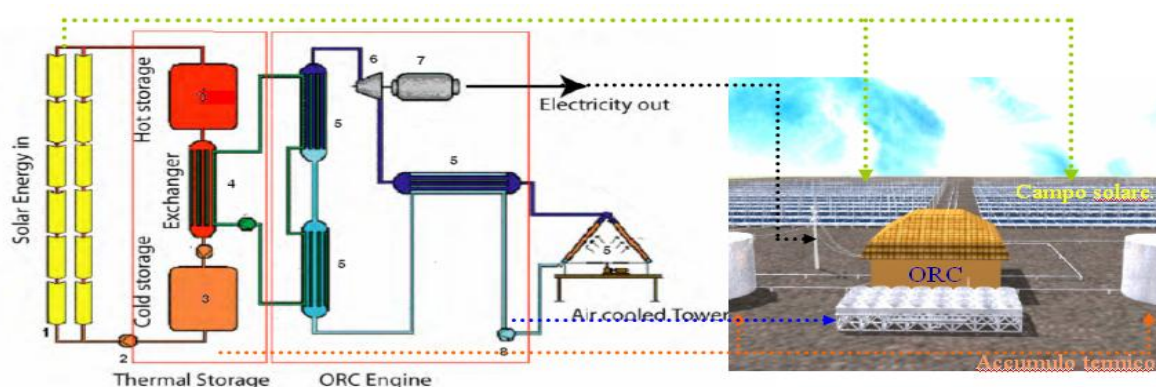 Solar Energy in
Hot storage
Exchanger
Cold storage
1
2
3
4
5
5
5
5
6
7
8
Electricity out
Air cooled Tower
Thermal Storage
ORC Engine
Campo solare.
ORC
Accumulo termico